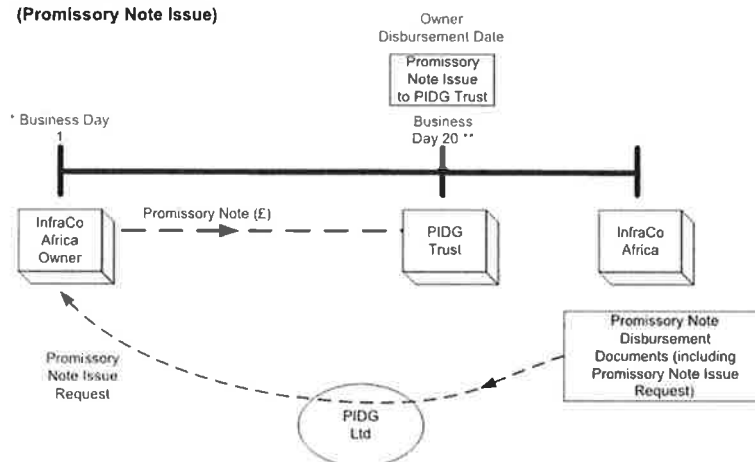 (Promissory Note Issue)
Owner
Disbursement Date
Promissory
Note Issue
to PIDG Trust
* Business Day
1
Business
Day 20 **
InfraCo
Africa
Owner
Promissory Note (£)
PIDG
Trust
InfraCo
Africa
Promissory
Note Issue
Request
Promissory Note
Disbursement
Documents (including
Promissory Note Issue
Request)
PIDG
Ltd